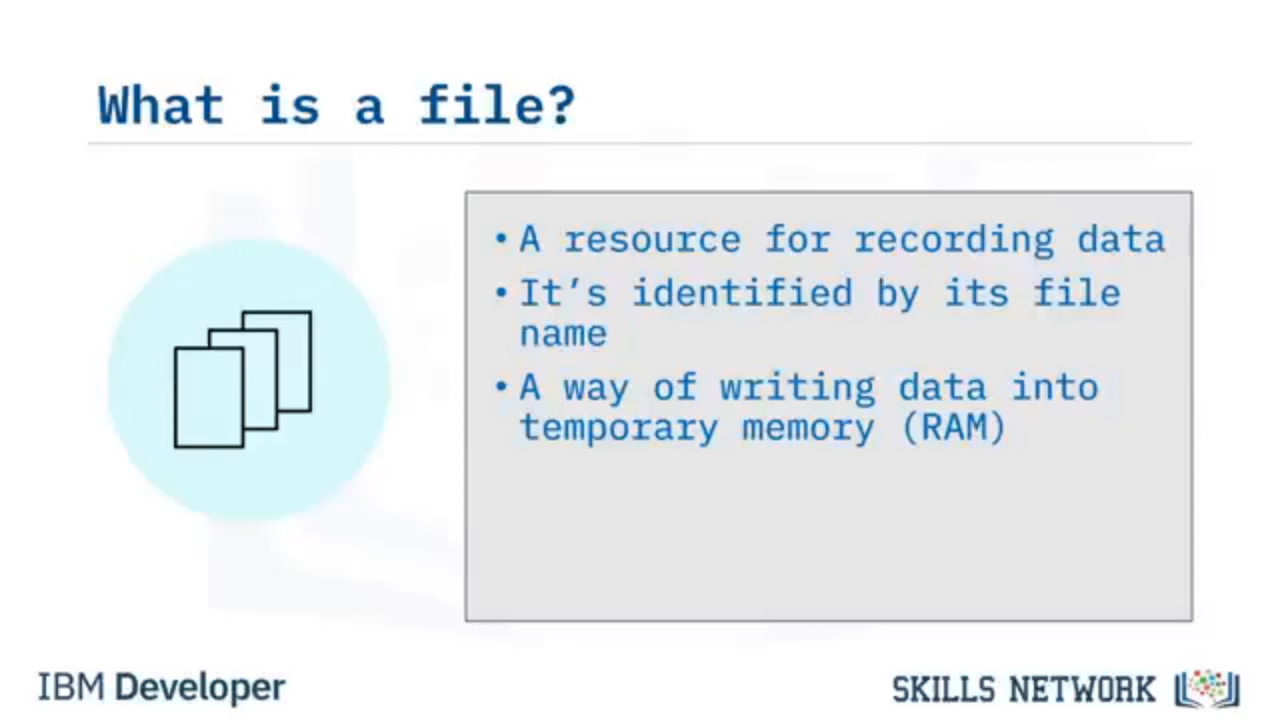 What is a file?
• A resource for recording data
• It’s identified by its file
name
• A way of writing data into
temporary memory (RAM)
IBM Developer
SKILLS NETWORK